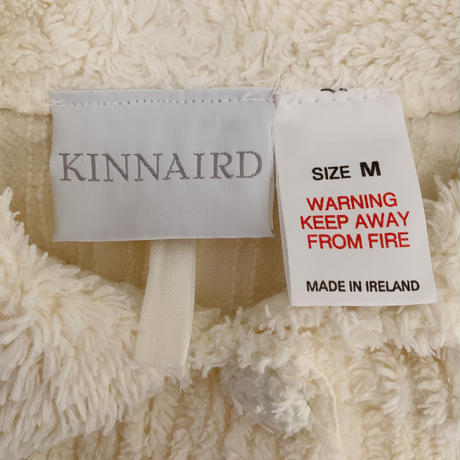 KINNAIRD
SIZE M
WARNING
KEEP AWAY
FROM FIRE
MADE IN IRELAND